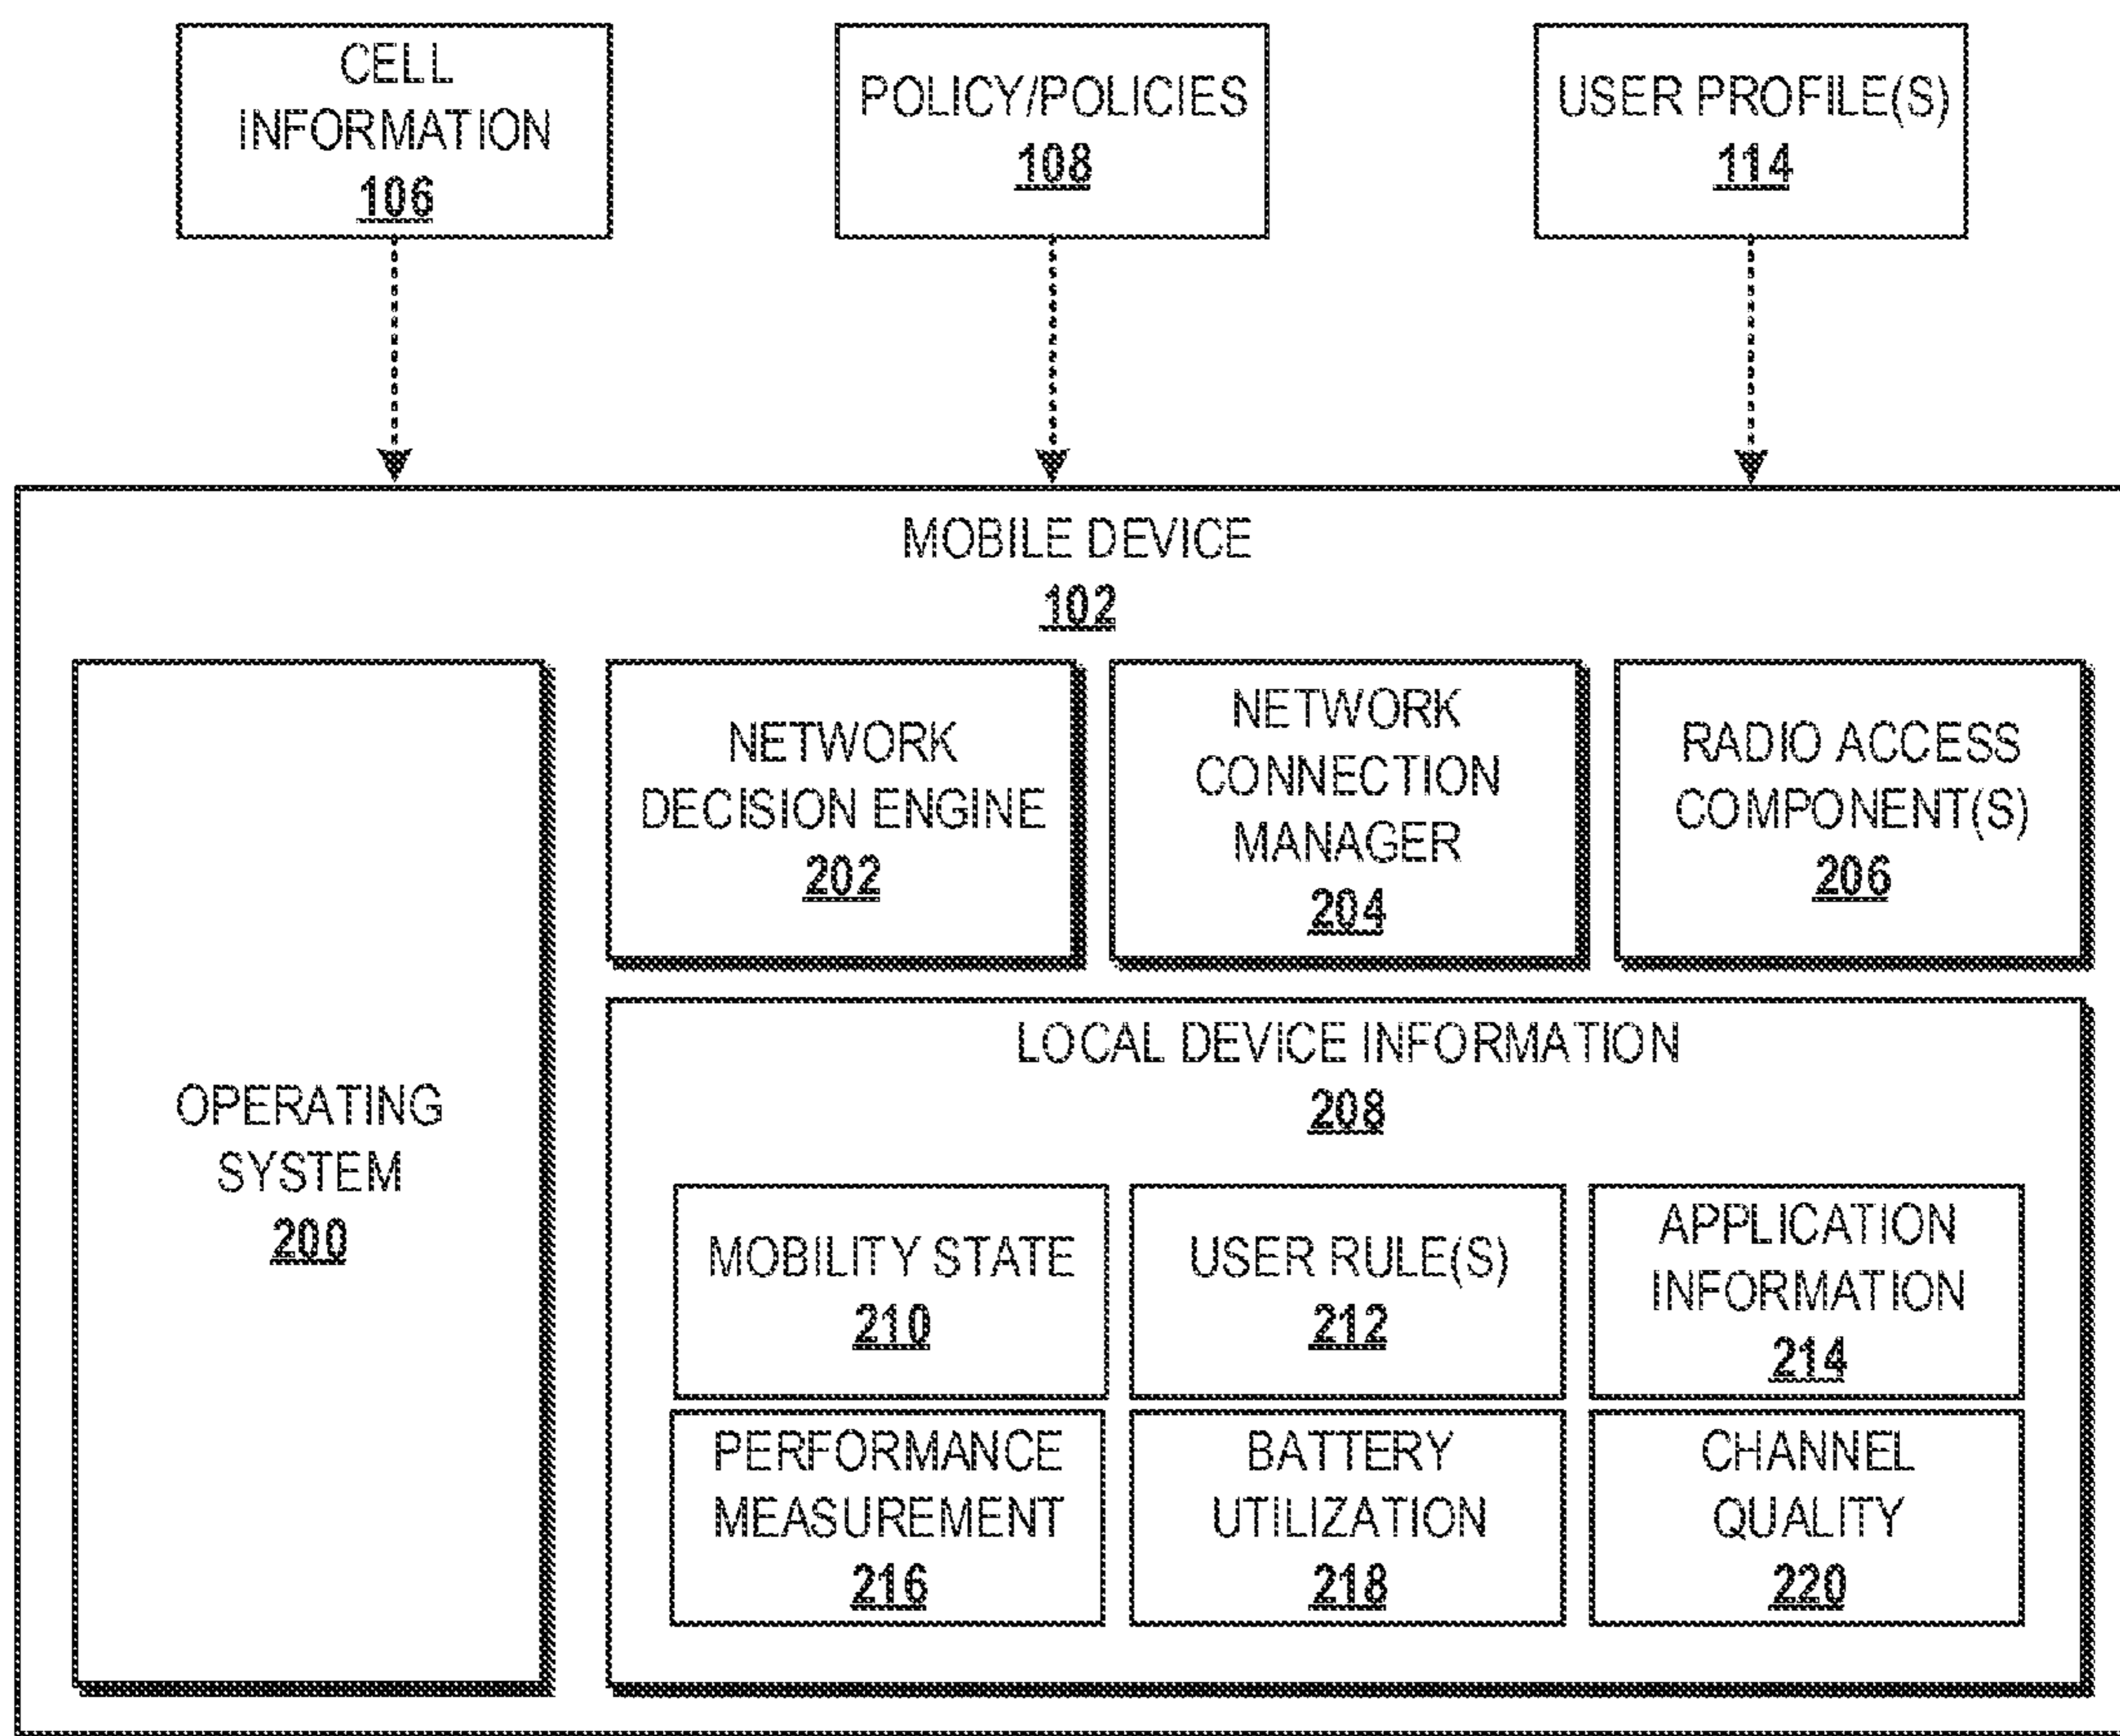 CELL
INFORMATION
106
POLICY/POLICIES
108
USER PROFILE(S)
114
MOBILE DEVICE
102
OPERATING
SYSTEM
200
NETWORK
DECISION ENGINE
202
NETWORK
CONNECTION
MANAGER
204
RADIO ACCESS
COMPONENT(S)
206
LOCAL DEVICE INFORMATION
208
MOBILITY STATE
210
USER RULE(S)
212
APPLICATION
INFORMATION
214
PERFORMANCE
MEASUREMENT
216
BATTERY
UTILIZATION
218
CHANNEL
QUALITY
220